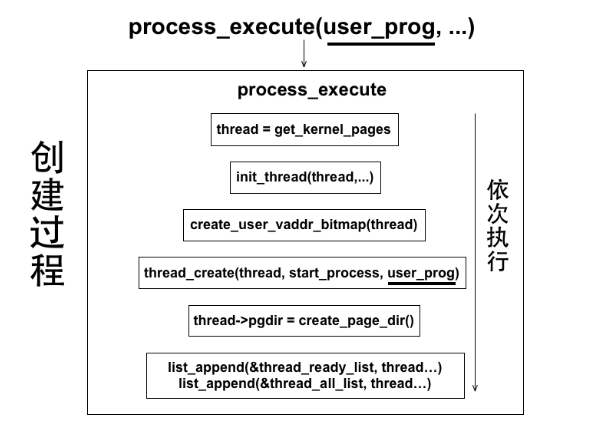 process_execute(user_prog, ...)
process_execute
thread = get_kernel_pages
init_thread(thread,...)
create_user_vaddr_bitmap(thread)
thread_create(thread, start_process, user_prog)
thread->pgdir = create_page_dir()
list_append(&thread_ready_list, thread…)
list_append(&thread_all_list, thread…)
创建过程
依次执行